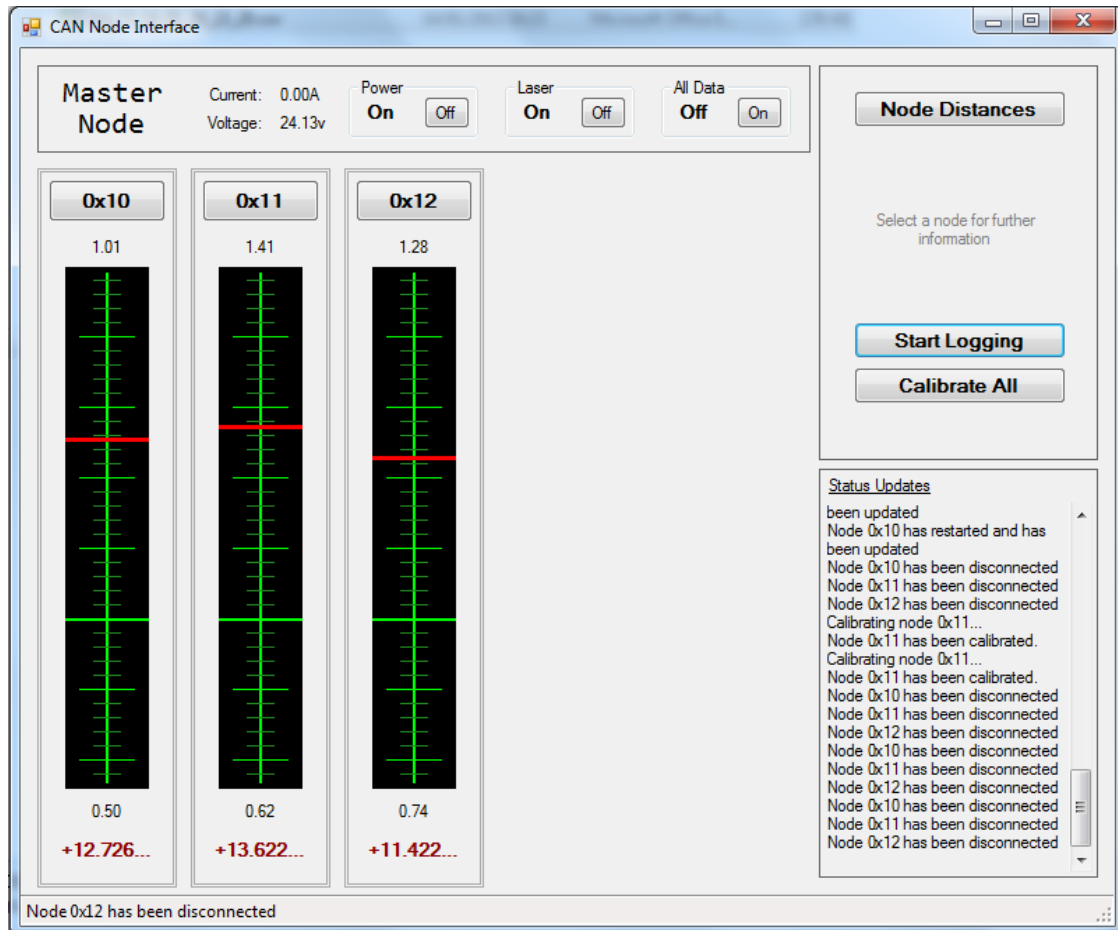 CAN Node Interface
Master
Node
Current: 0.00A
Voltage: 24.13v
Power
On Off
Laser
On Off
All Data
Off On
Node Distances
Select a node for further
information
Start Logging
Calibrate All
0x10
1.01
0.50
+12.726...
0x11
1.41
0.62
+13.622...
0x12
1.28
0.74
+11.422...
Status Updates
been updated
Node 0x10 has restarted and has
been updated
Node 0x10 has been disconnected
Node 0x11 has been disconnected
Node 0x12 has been disconnected
Calibrating node 0x11...
Node 0x11 has been calibrated.
Calibrating node 0x11...
Node 0x11 has been calibrated.
Node 0x10 has been disconnected
Node 0x11 has been disconnected
Node 0x12 has been disconnected
Node 0x10 has been disconnected
Node 0x11 has been disconnected
Node 0x12 has been disconnected
Node 0x10 has been disconnected
Node 0x11 has been disconnected
Node 0x12 has been disconnected
Node 0x12 has been disconnected